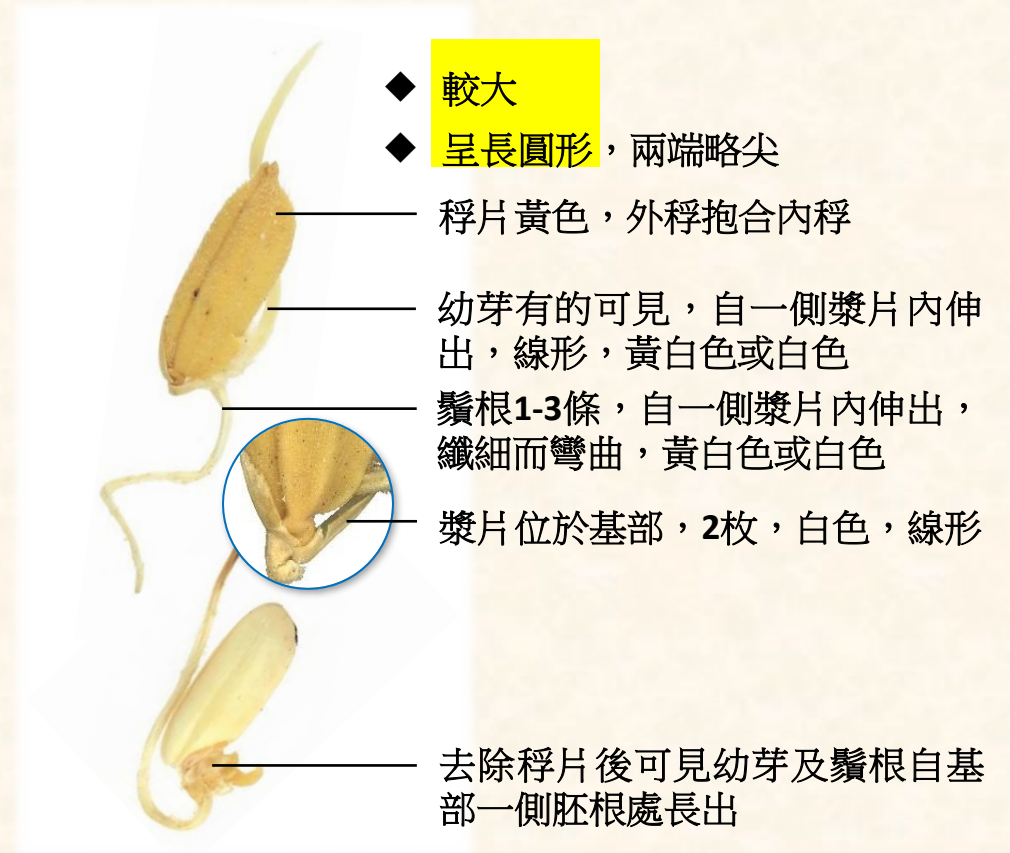 ◆ 較大
◆ 呈長圓形，兩端略尖
稃片黃色，外稃抱合內稃
幼芽有的可見，自一側漿片內伸
出，線形，黃白色或白色
鬚根1-3條，自一側漿片內伸出，
纖細而彎曲，黃白色或白色
漿片位於基部，2枚，白色，線形
去除稃片後可見幼芽及鬚根自基
部一側胚根處長出